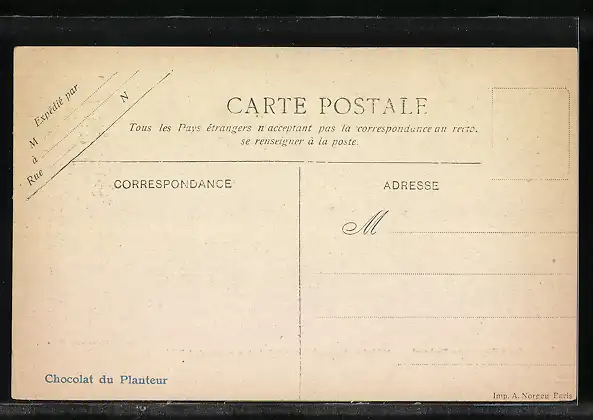 Expédié par
M
N
à
Rue
CARTE POSTALE
Tous les Pays étrangers n'acceptant pas la correspondance au recto.
se renseigner à la poste.
CORRESPONDANCE
ADRESSE
M
Chocolat du Planteur
Imp. A. Norgeu Paris